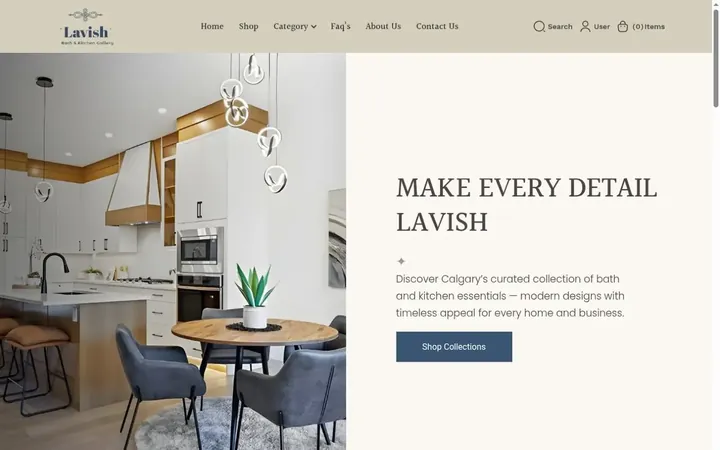 Lavish
Bath & Kitchen Gallery
Home
Shop
Category
Faq's
About Us
Contact Us
Search
User
(0) Items
MAKE EVERY DETAIL
LAVISH
Discover Calgary's curated collection of bath
and kitchen essentials — modern designs with
timeless appeal for every home and business.
Shop Collections